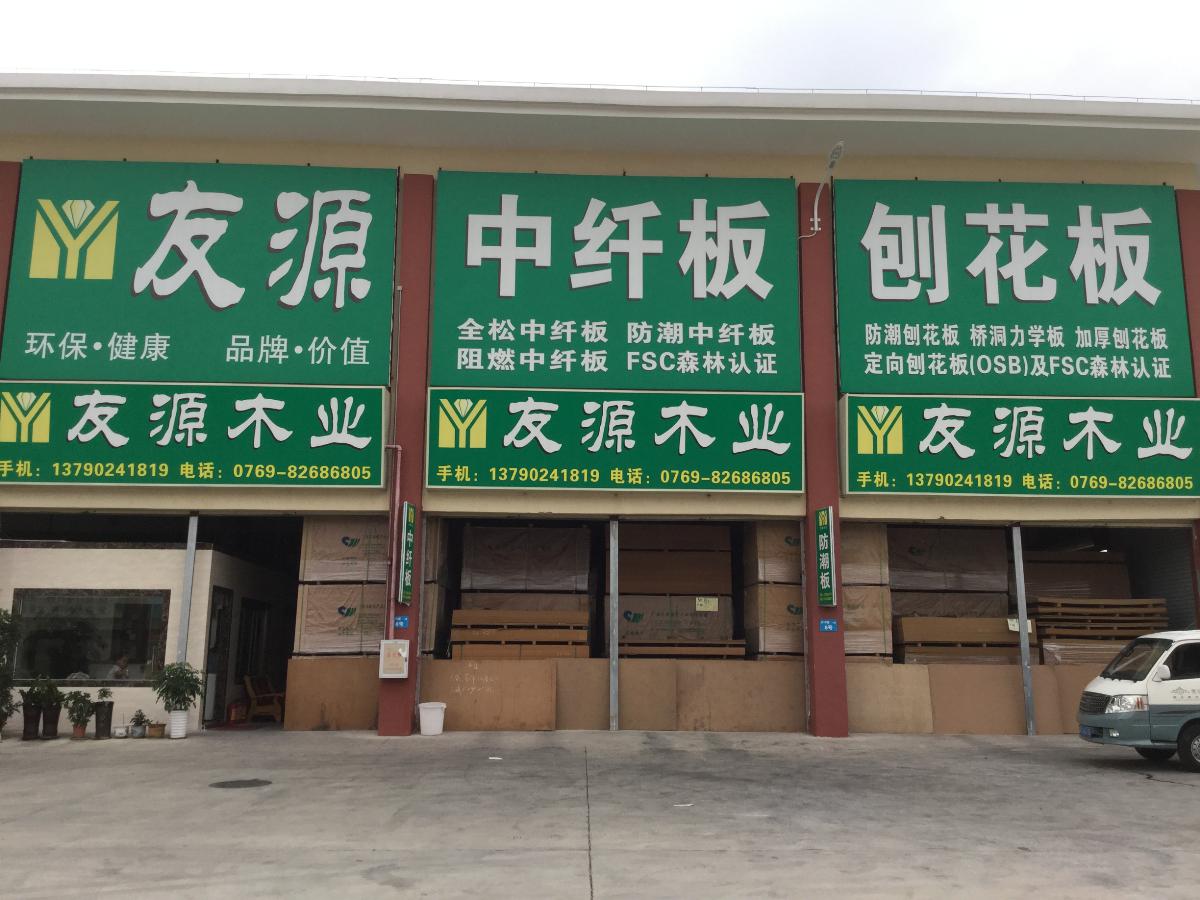 友源
环保·健康 品牌·价值
友源木业
手机：13790241819 电话：0769-82686805
中纤板
全松中纤板 防潮中纤板
阻燃中纤板 FSC森林认证
友源木业
手机：13790241819 电话：0769-82686805
刨花板
防潮刨花板 桥洞力学板 加厚刨花板
定向刨花板(OSB)及FSC森林认证
友源木业
手机：13790241819 电话：0769-82686805
中纤板
防潮板